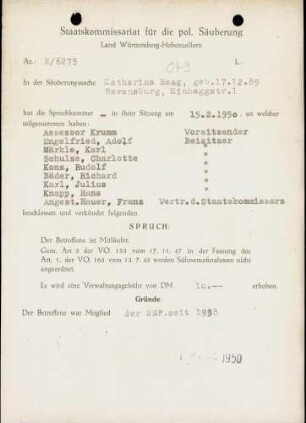 Staatskommissariat für die pol. Säuberung
Land Württemberg-Hohenzollern
Az.: N/6275
L:
In der Säuberungssache Katharina Haag, geb.17.12.89
Ravensburg, Minneggstr.1
hat die Spruchkammer — in ihrer Sitzung am 15.2.1950. an welcher
teilgenommen haben:
Assessor Krumm Vorsitzender
Engelfried, Adolf Beisitzer
Märkle, Karl "
Schulze, Charlotte "
Konz, Rudolf "
Bäder, Richard "
Karl, Julius "
Knapp, Hans "
Angest.Hauer, Franz Vertr.d.Staatskommissars
beschlossen und verkündet folgenden
SPRUCH:
Der Betroffene ist Mitläufer.
Gem. Art 2 der VO. 133 vom 17. 11. 47 in der Fassung des
Art 1. der VO. 164 vom 13. 7. 48 werden Sühnemaßnahmen nicht
angeordnet.
Es wird eine Verwaltungsgebühr von DM 10.— erhoben.
Gründe:
Der Betroffene war Mitglied der NSF.seit 1938
1950